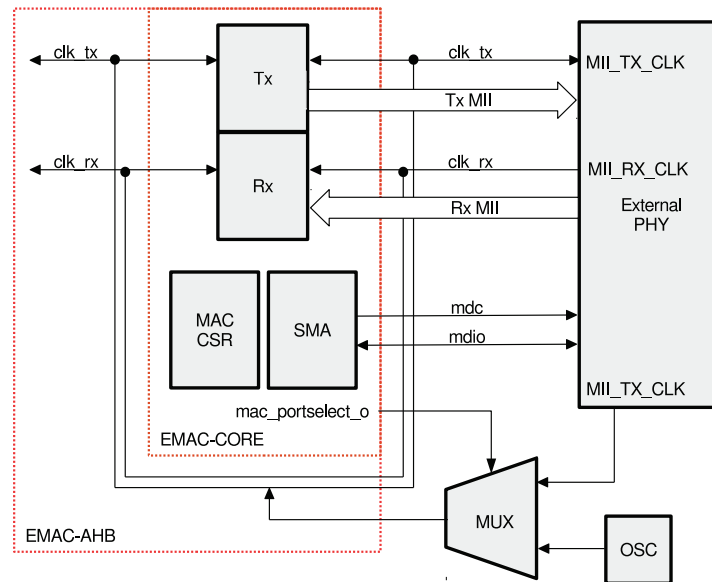 clk_tx
clk_tx
Tx
MII_TX_CLK
Tx MII
clk_rx
clk_rx
MII_RX_CLK
Rx
Rx MII
External
PHY
MAC
CSR
SMA
mdc
mdio
MII_TX_CLK
mac_portselect_o
EMAC-CORE
MUX
EMAC-AHB
OSC